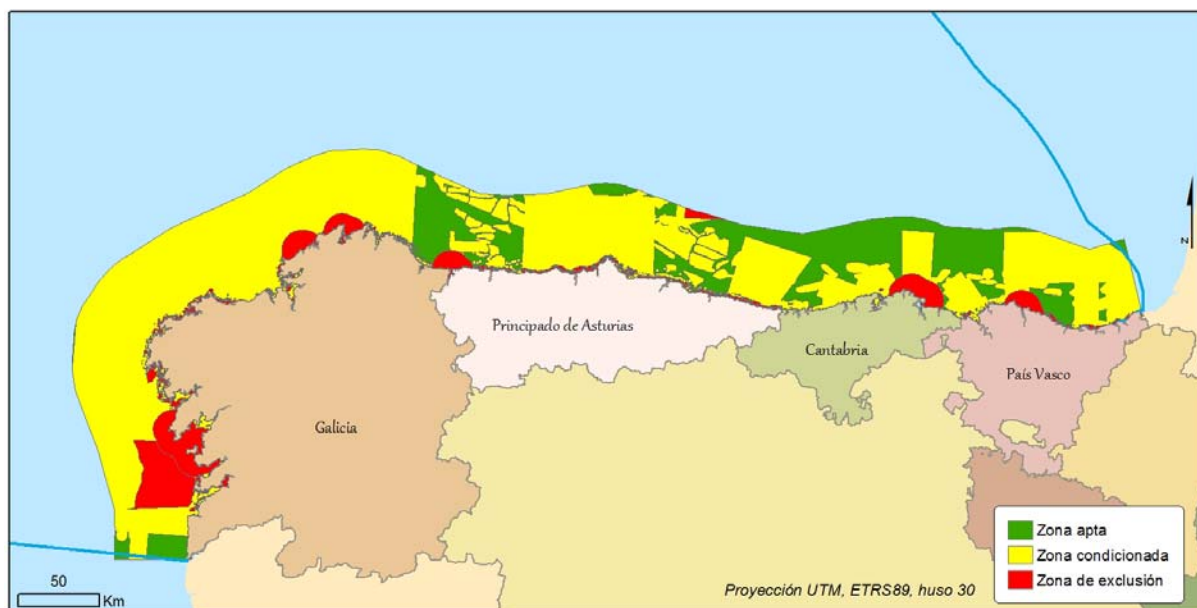 N
Principado de Asturias
Cantabria
País Vasco
Galicia
Zona apta
Zona condicionada
Zona de exclusión
50
Km
Proyección UTM, ETRS89, huso 30